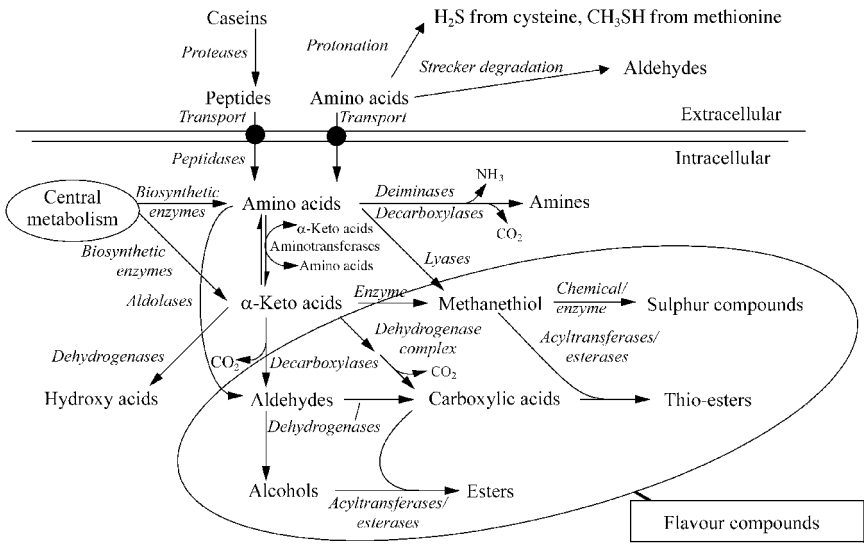 Caseins
H₂S from cysteine, CH₃SH from methionine
Proteases
Protonation
Strecker degradation
Aldehydes
Peptides
Amino acids
Transport
Transport
Extracellular
Peptidases
Intracellular
Central
metabolism
Biosynthetic
enzymes
Amino acids
Deiminases
Decarboxylases
NH₃
CO₂
Amines
α-Keto acids
Aminotransferases
Amino acids
Biosynthetic
enzymes
Lyases
Aldolases
α-Keto acids
Enzyme
Methanethiol
Chemical/
enzyme
Sulphur compounds
Dehydrogenases
CO₂
Decarboxylases
Dehydrogenase
complex
CO₂
Acyltransferases/
esterases
Hydroxy acids
Aldehydes
Dehydrogenases
Carboxylic acids
Thio-esters
Alcohols
Acyltransferases/
esterases
Esters
Flavour compounds